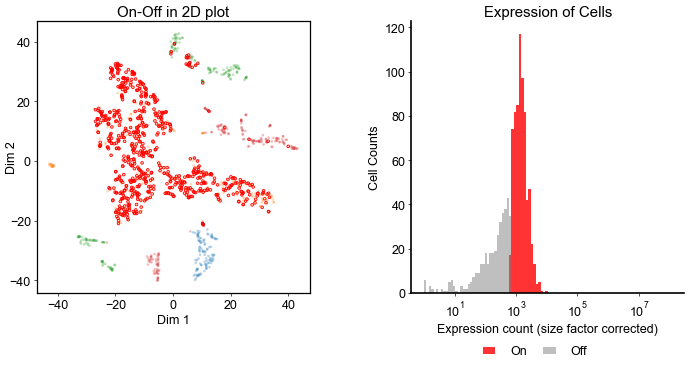 On-Off in 2D plot
40
20
0
−20
−40
Dim 2
−40 −20 0 20 40
Dim 1
Expression of Cells
120
100
80
60
40
20
0
Cell Counts
10^1 10^3 10^5 10^7
Expression count (size factor corrected)
On Off